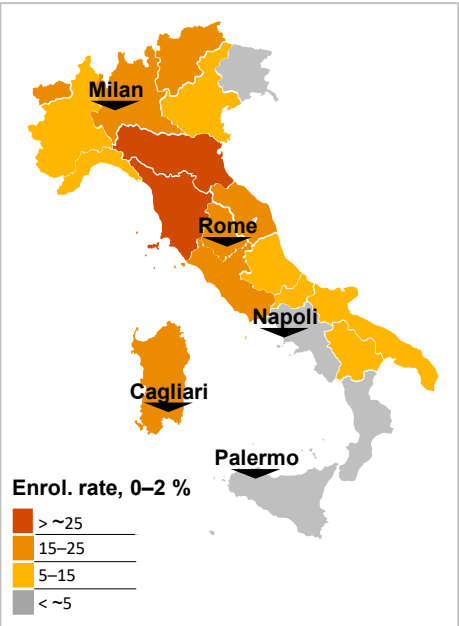 Milan
Rome
Napoli
Cagliari
Palermo
Enrol. rate, 0–2 %
> ~25
15–25
5–15
< ~5